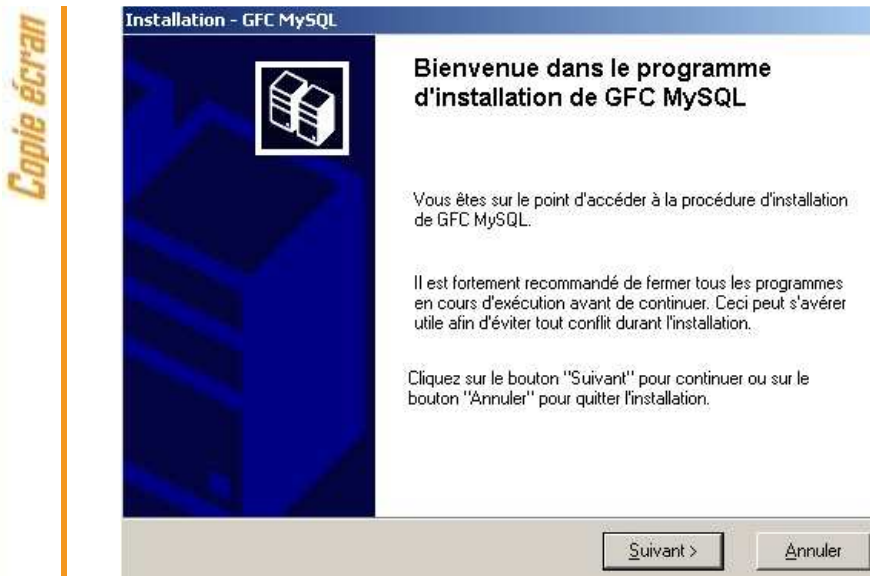 Copie écran
Installation - GFC MySQL
Bienvenue dans le programme
d'installation de GFC MySQL
Vous êtes sur le point d'accéder à la procédure d'installation
de GFC MySQL.
Il est fortement recommandé de fermer tous les programmes
en cours d'exécution avant de continuer. Ceci peut s'avérer
utile afin d'éviter tout conflit durant l'installation.
Cliquez sur le bouton "Suivant" pour continuer ou sur le
bouton "Annuler" pour quitter l'installation.
Suivant >
Annuler